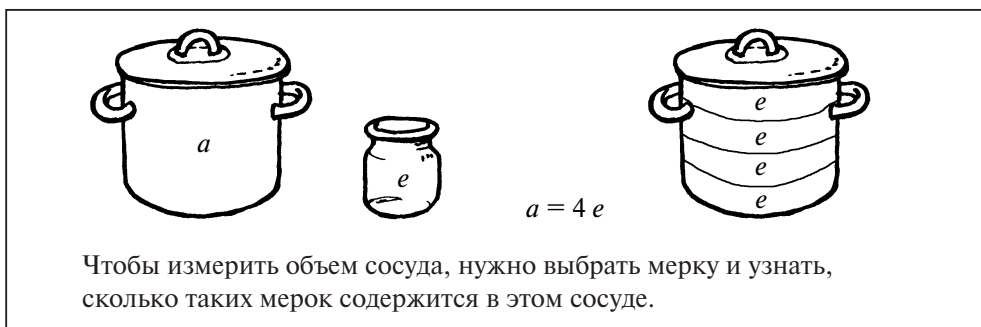 a
e
a = 4 e
e
e
e
e
Чтобы измерить объем сосуда, нужно выбрать мерку и узнать,
сколько таких мерок содержится в этом сосуде.